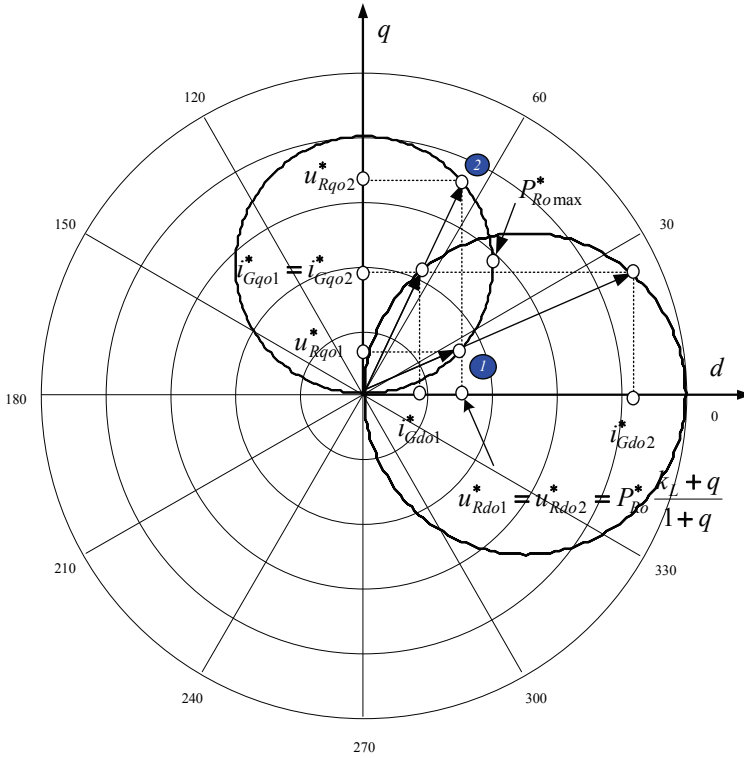 q
120
60
2
u*Rqo2
P*Ro max
150
30
i*Gqo1 = i*Gqo2
u*Rqo1
1
d
180
0
i*Gdo1
i*Gdo2
u*Rdo1 = u*Rdo2 = P*Ro (kL + q)/(1 + q)
210
330
240
300
270